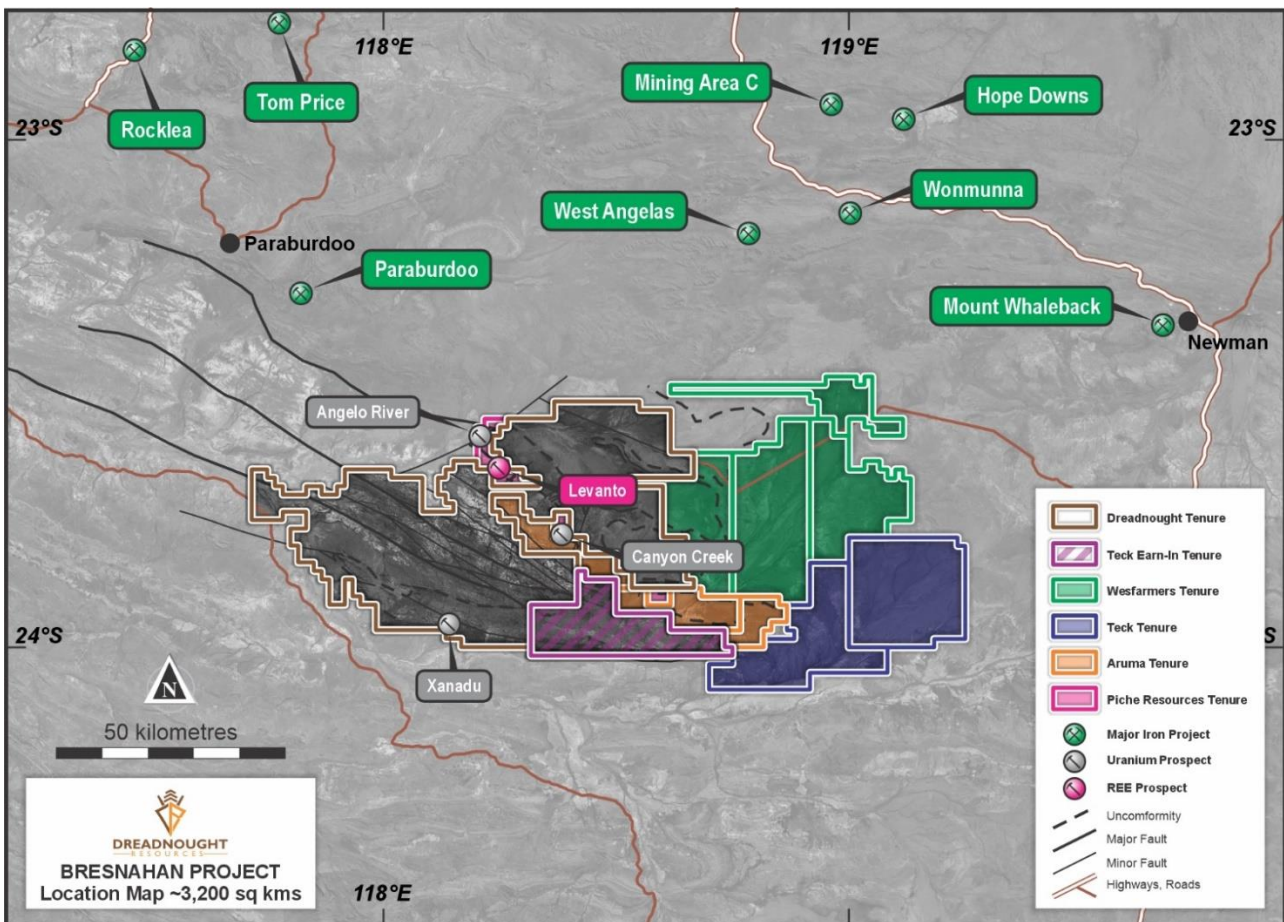 118°E
119°E
Rocklea
Tom Price
Mining Area C
Hope Downs
23°S
23°S
West Angelas
Wonmunna
Paraburdoo
Paraburdoo
Mount Whaleback
Newman
Angelo River
Levanto
Canyon Creek
24°S
S
Xanadu
N
50 kilometres
DREADNOUGHT
RESOURCES
BRESNAHAN PROJECT
Location Map ~3,200 sq kms
118°E
Dreadnought Tenure
Teck Earn-In Tenure
Wesfarmers Tenure
Teck Tenure
Aruma Tenure
Piche Resources Tenure
Major Iron Project
Uranium Prospect
REE Prospect
Uncomformity
Major Fault
Minor Fault
Highways, Roads